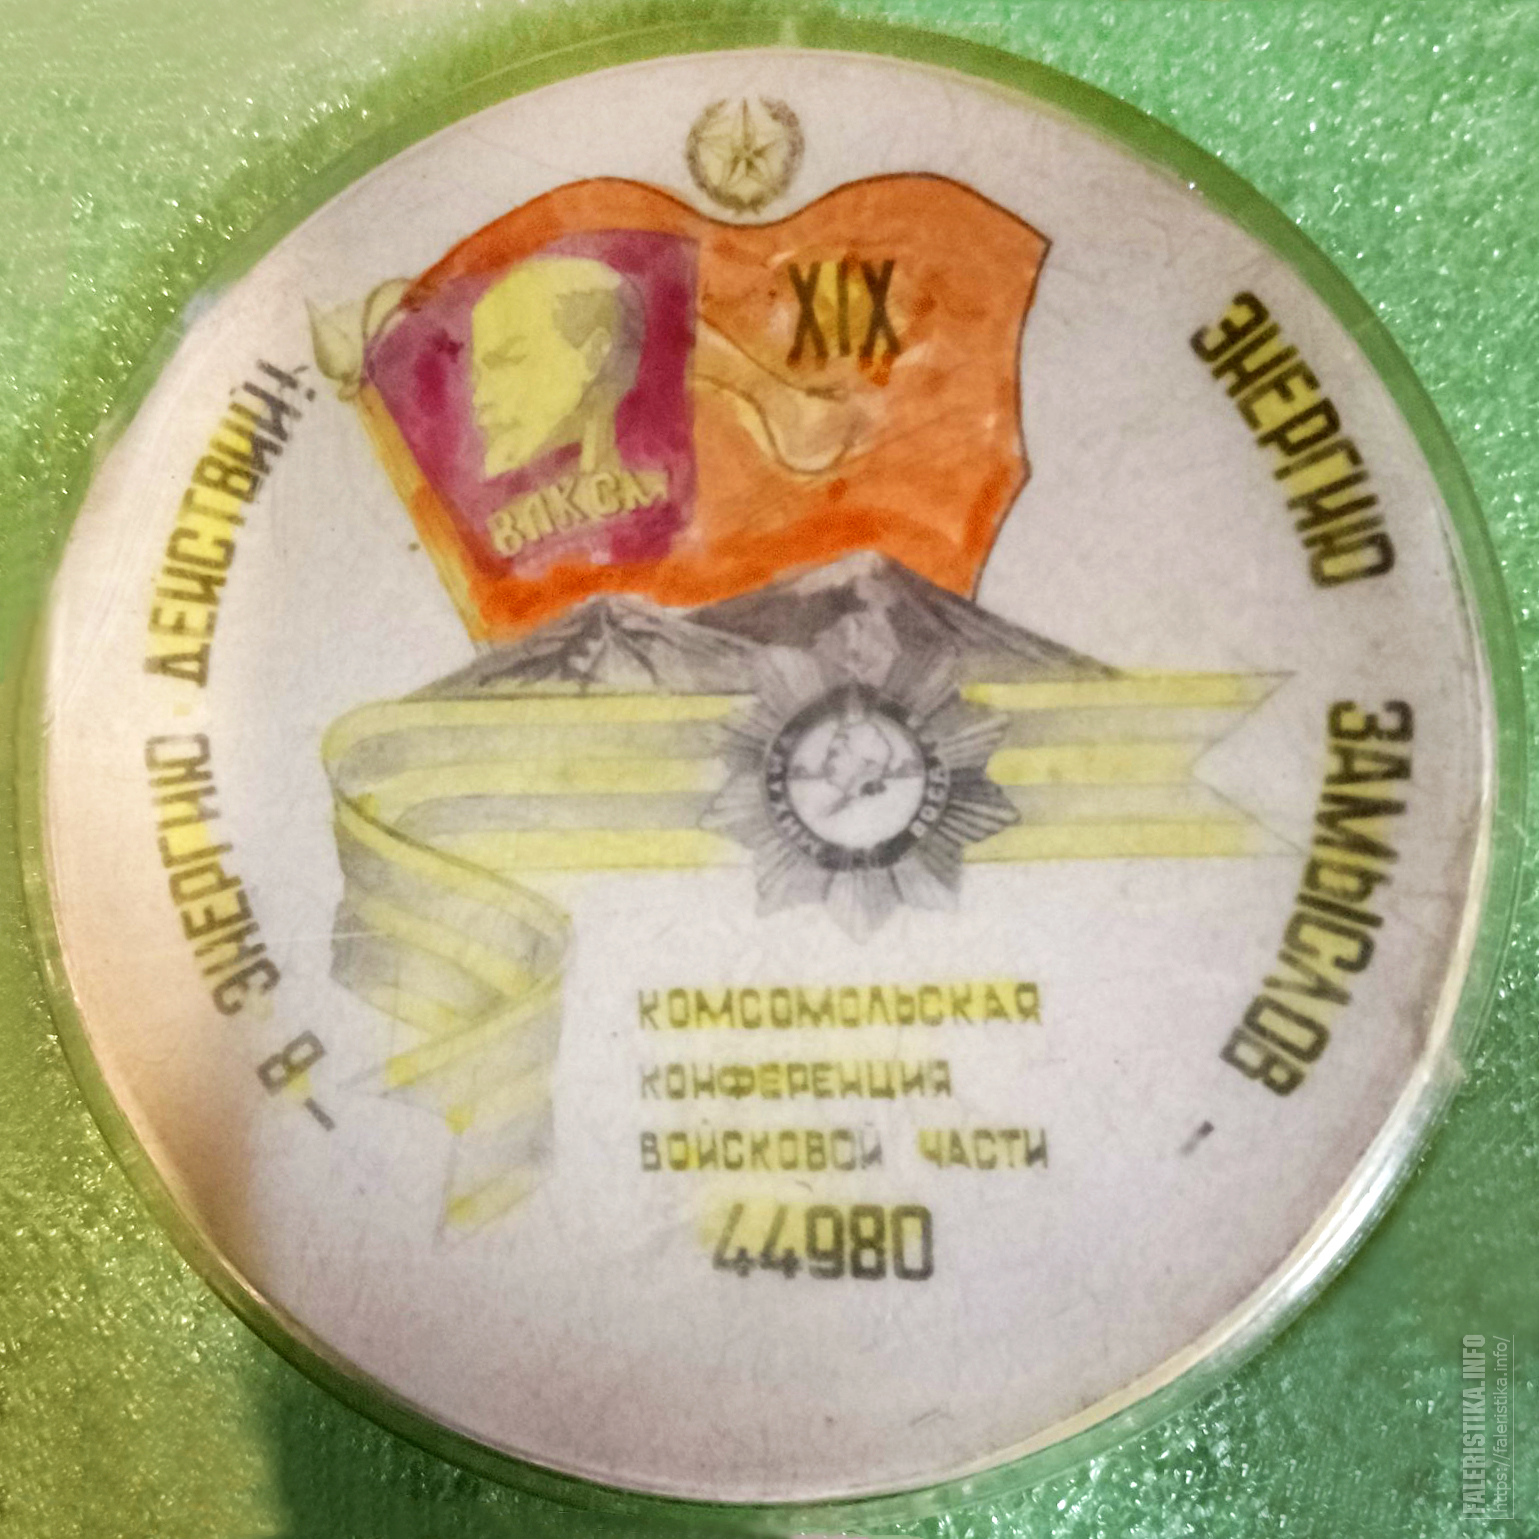 XIX
ВЛКСМ
ЭНЕРГИЮ ЗАМЫСЛОВ -
- В ЭНЕРГИЮ ДЕЙСТВИЙ!
КОМСОМОЛЬСКАЯ
КОНФЕРЕНЦИЯ
ВОЙСКОВОЙ ЧАСТИ
44980
FALERISTIKA.INFO
https://faleristika.info/